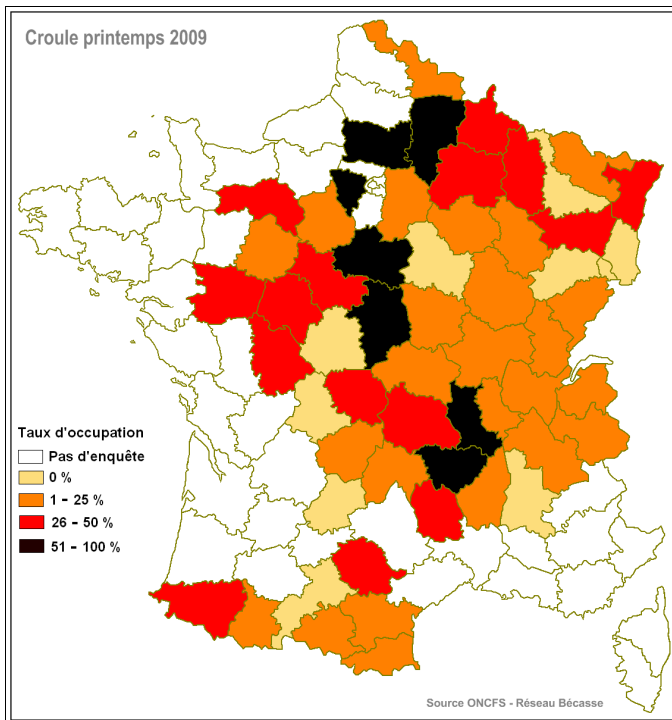 Croule printemps 2009
Taux d'occupation
Pas d'enquête
0 %
1 - 25 %
26 - 50 %
51 - 100 %
Source ONCFS - Réseau Bécasse